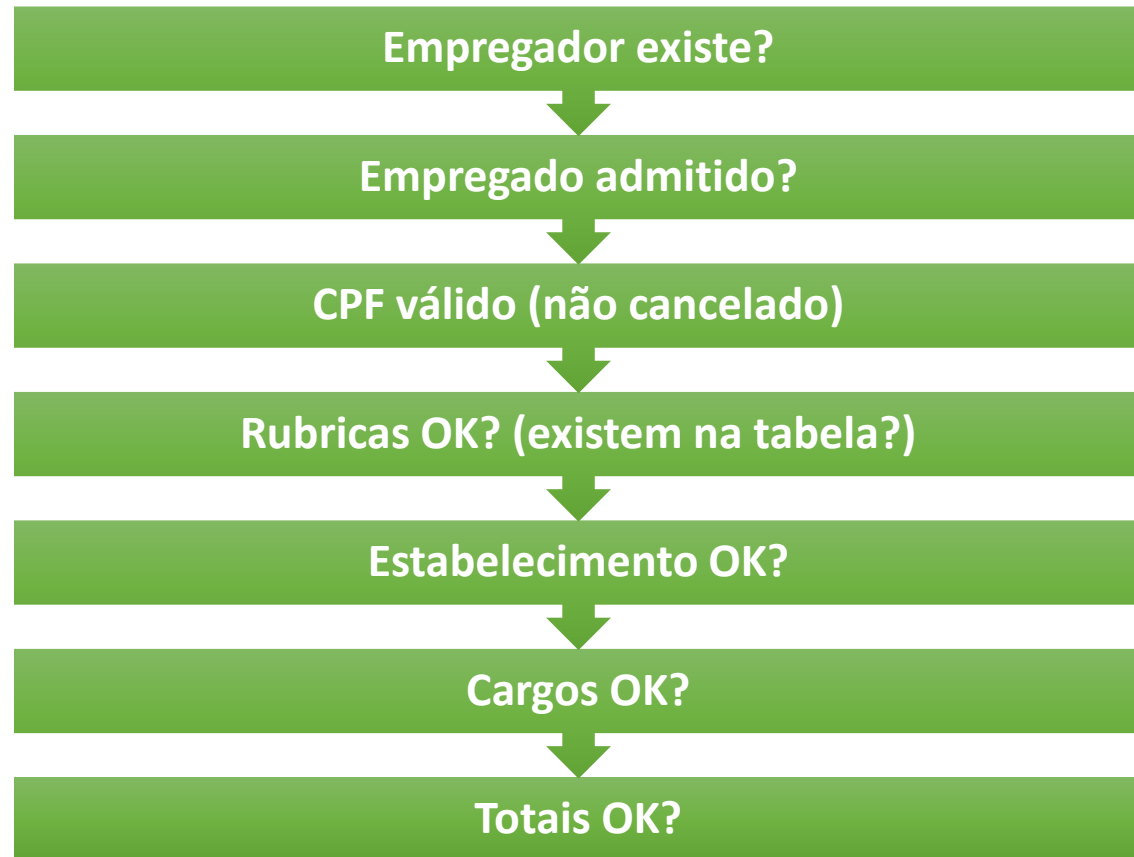 Empregador existe?
Empregado admitido?
CPF válido (não cancelado)
Rubricas OK? (existem na tabela?)
Estabelecimento OK?
Cargos OK?
Totais OK?